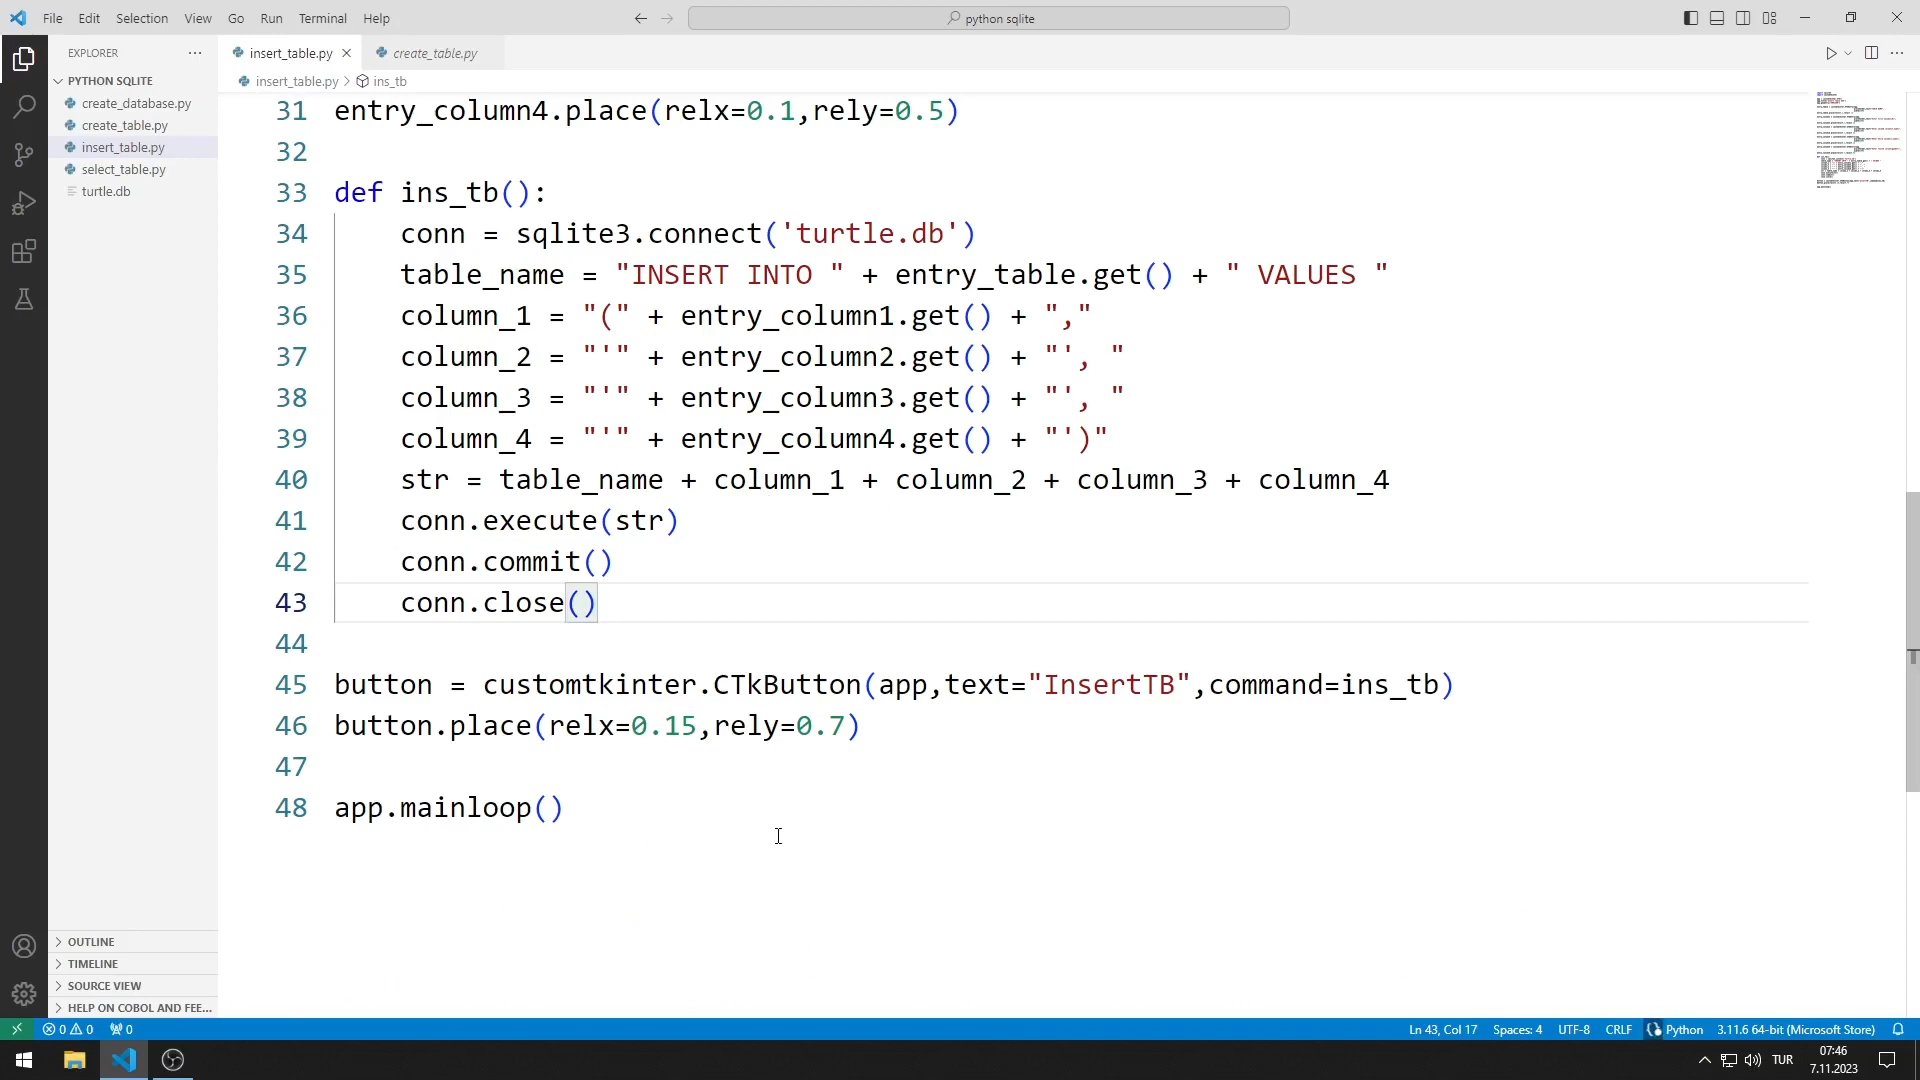 File Edit Selection View Go Run Terminal Help
python sqlite
EXPLORER
PYTHON SQLITE
create_database.py
create_table.py
insert_table.py
select_table.py
turtle.db
OUTLINE
TIMELINE
SOURCE VIEW
HELP ON COBOL AND FEE...
insert_table.py
create_table.py
insert_table.py > ins_tb
31 entry_column4.place(relx=0.1,rely=0.5)
32
33 def ins_tb():
34 conn = sqlite3.connect('turtle.db')
35 table_name = "INSERT INTO " + entry_table.get() + " VALUES "
36 column_1 = "(" + entry_column1.get() + ","
37 column_2 = "'" + entry_column2.get() + "', "
38 column_3 = "'" + entry_column3.get() + "', "
39 column_4 = "'" + entry_column4.get() + "')"
40 str = table_name + column_1 + column_2 + column_3 + column_4
41 conn.execute(str)
42 conn.commit()
43 conn.close()
44
45 button = customtkinter.CTkButton(app,text="InsertTB",command=ins_tb)
46 button.place(relx=0.15,rely=0.7)
47
48 app.mainloop()
0 0 0
Ln 43, Col 17 Spaces: 4 UTF-8 CRLF Python 3.11.6 64-bit (Microsoft Store)
TUR
07:46
7.11.2023